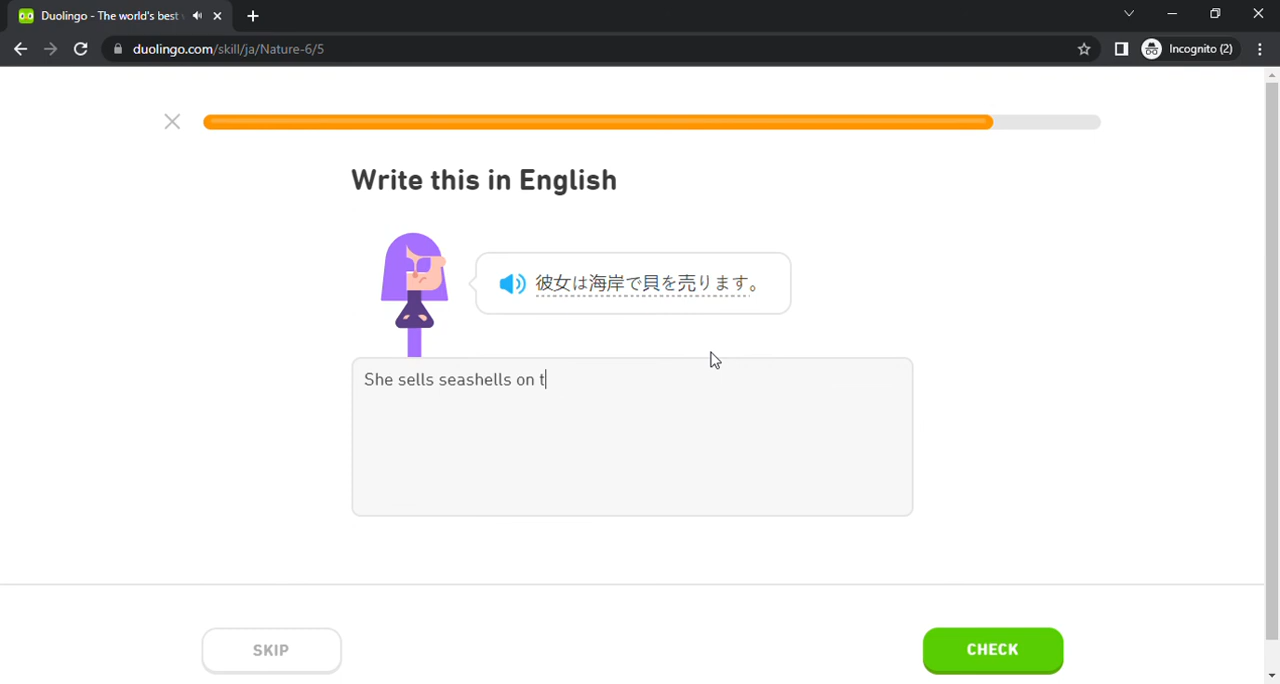 Duolingo - The world's best
duolingo.com/skill/ja/Nature-6/5
Incognito (2)
Write this in English
彼女は海岸で貝を売ります。
She sells seashells on t
SKIP
CHECK